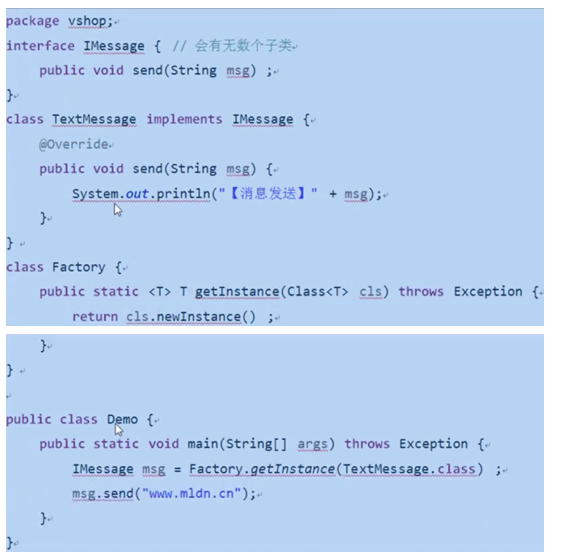 package vshop;
interface IMessage { // 会有无数个子类
public void send(String msg) ;
}
class TextMessage implements IMessage {
@Override
public void send(String msg) {
System.out.println("【消息发送】" + msg);
}
}
class Factory {
public static <T> T getInstance(Class<T> cls) throws Exception {
return cls.newInstance() ;
}
}
public class Demo {
public static void main(String[] args) throws Exception {
IMessage msg = Factory.getInstance(TextMessage.class) ;
msg.send("www.mldn.cn");
}
}